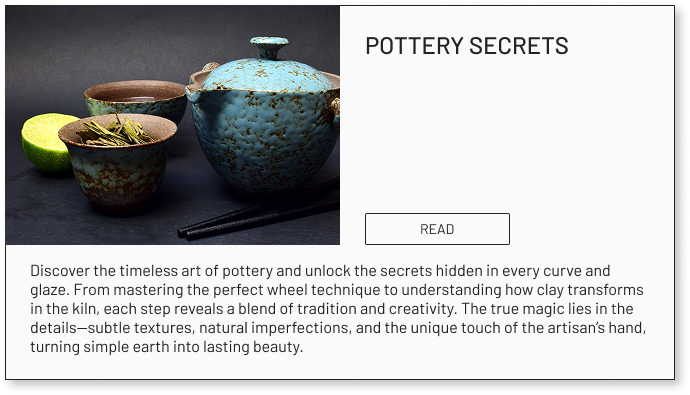 POTTERY SECRETS
READ
Discover the timeless art of pottery and unlock the secrets hidden in every curve and
glaze. From mastering the perfect wheel technique to understanding how clay transforms
in the kiln, each step reveals a blend of tradition and creativity. The true magic lies in the
details—subtle textures, natural imperfections, and the unique touch of the artisan’s hand,
turning simple earth into lasting beauty.